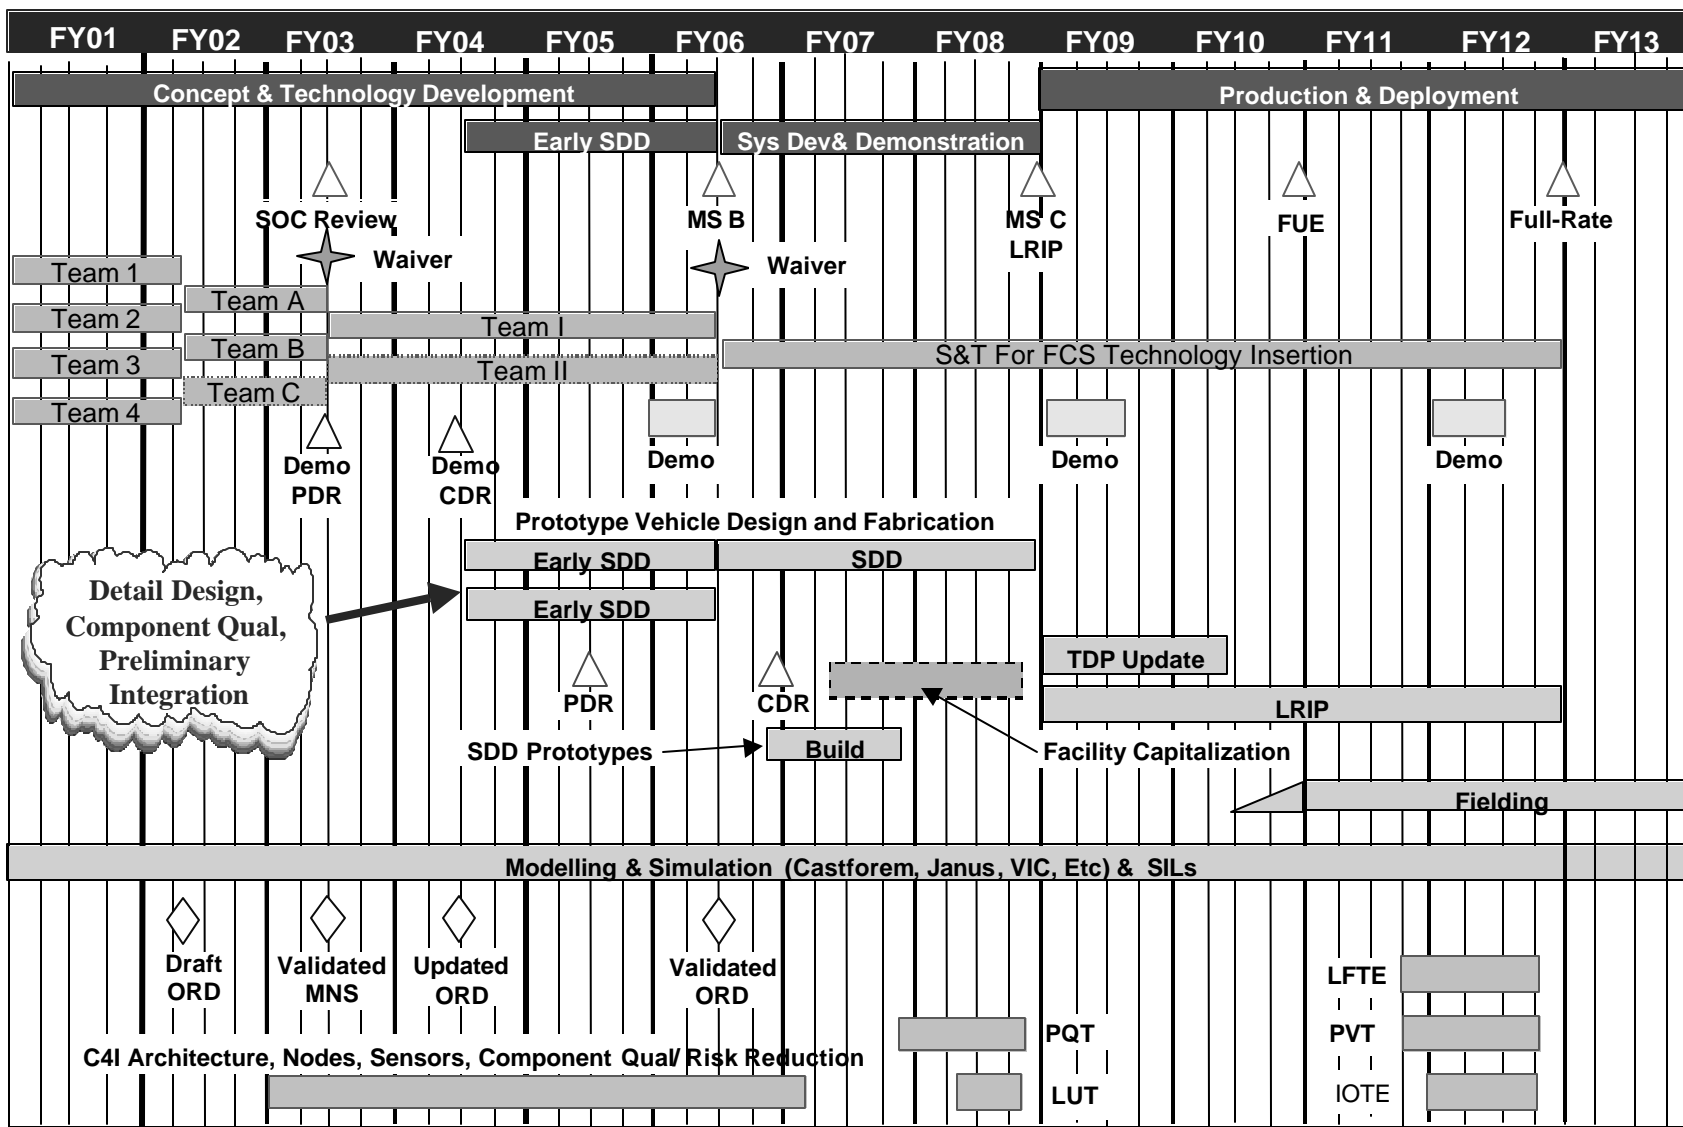 FY01 FY02 FY03 FY04 FY05 FY06 FY07 FY08 FY09 FY10 FY11 FY12 FY13
Concept & Technology Development
Production & Deployment
Early SDD
Sys Dev& Demonstration
SOC Review
MS B
MS C
LRIP
FUE
Full-Rate
Waiver
Waiver
Team 1
Team 2
Team 3
Team 4
Team A
Team B
Team C
Team I
Team II
S&T For FCS Technology Insertion
Demo
PDR
Demo
CDR
Demo
Demo
Demo
Prototype Vehicle Design and Fabrication
Early SDD
SDD
Early SDD
Detail Design,
Component Qual,
Preliminary
Integration
PDR
CDR
TDP Update
LRIP
SDD Prototypes
Build
Facility Capitalization
Fielding
Modelling & Simulation (Castforem, Janus, VIC, Etc) & SILs
Draft
ORD
Validated
MNS
Updated
ORD
Validated
ORD
LFTE
PQT
PVT
C4I Architecture, Nodes, Sensors, Component Qual/ Risk Reduction
LUT
IOTE